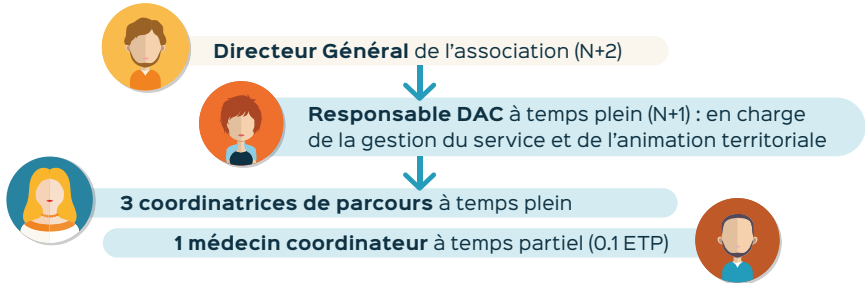 Directeur Général de l’association (N+2)
Responsable DAC à temps plein (N+1) : en charge
de la gestion du service et de l’animation territoriale
3 coordinatrices de parcours à temps plein
1 médecin coordinateur à temps partiel (0.1 ETP)